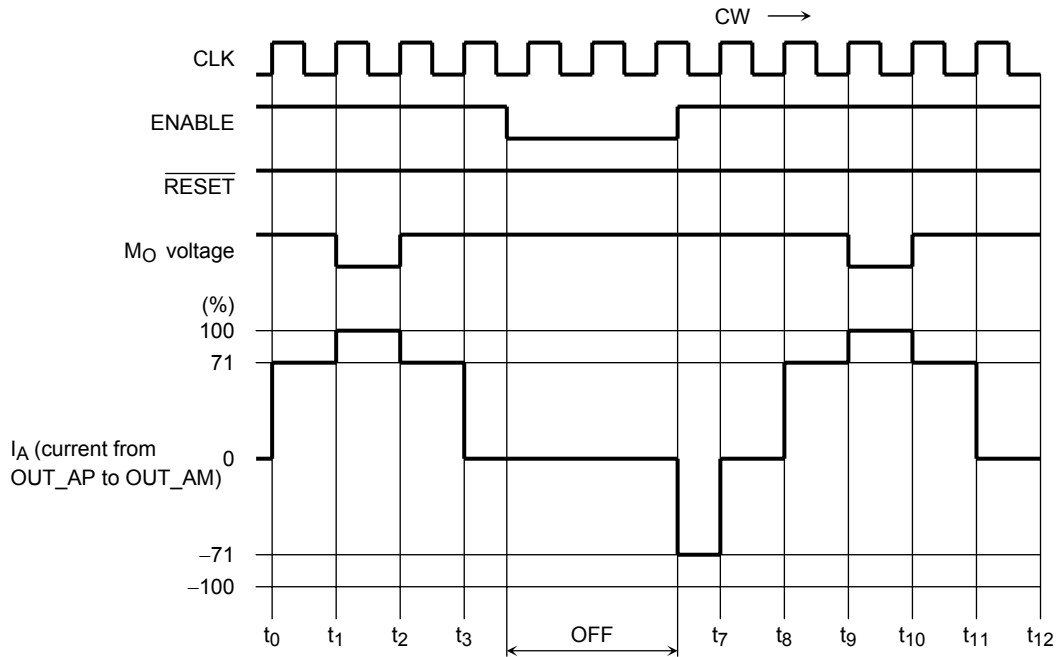 CW
CLK
ENABLE
RESET
MO voltage
(%)
100
71
IA (current from
OUT_AP to OUT_AM)
0
−71
−100
t0 t1 t2 t3 OFF t7 t8 t9 t10 t11 t12